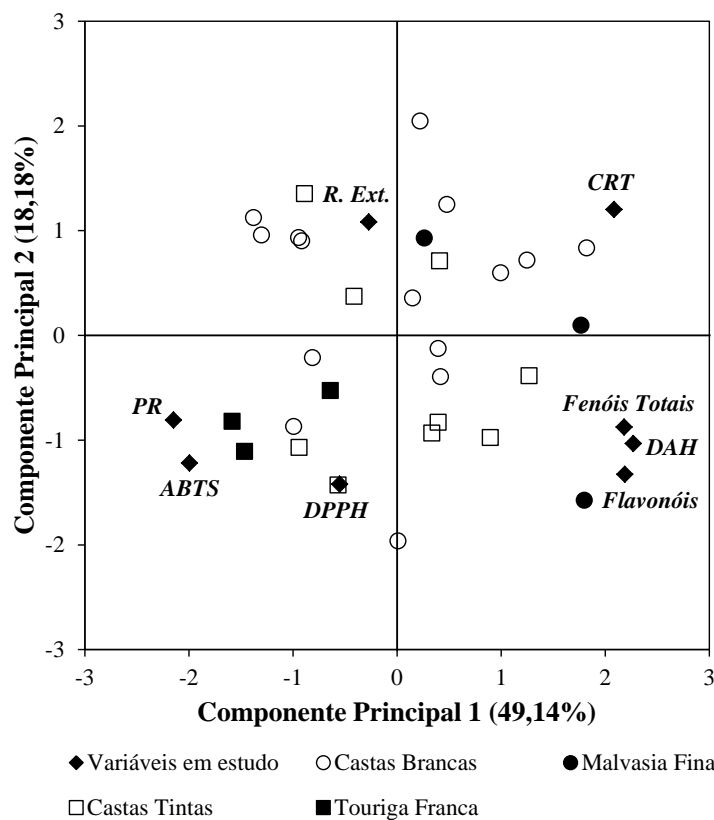 3
2
1
0
-1
-2
-3
-3
-2
-1
0
1
2
3
Componente Principal 2 (18,18%)
Componente Principal 1 (49,14%)
R. Ext.
CRT
PR
ABTS
DPPH
Fenóis Totais
DAH
Flavonóis
Variáveis em estudo
Castas Brancas
Malvasia Fina
Castas Tintas
Touriga Franca